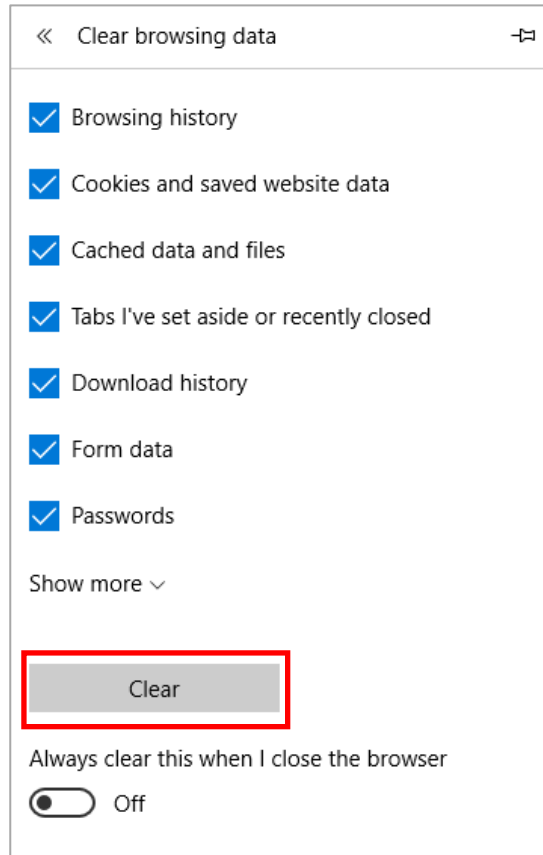 Clear browsing data
Browsing history
Cookies and saved website data
Cached data and files
Tabs I've set aside or recently closed
Download history
Form data
Passwords
Show more
Clear
Always clear this when I close the browser
Off